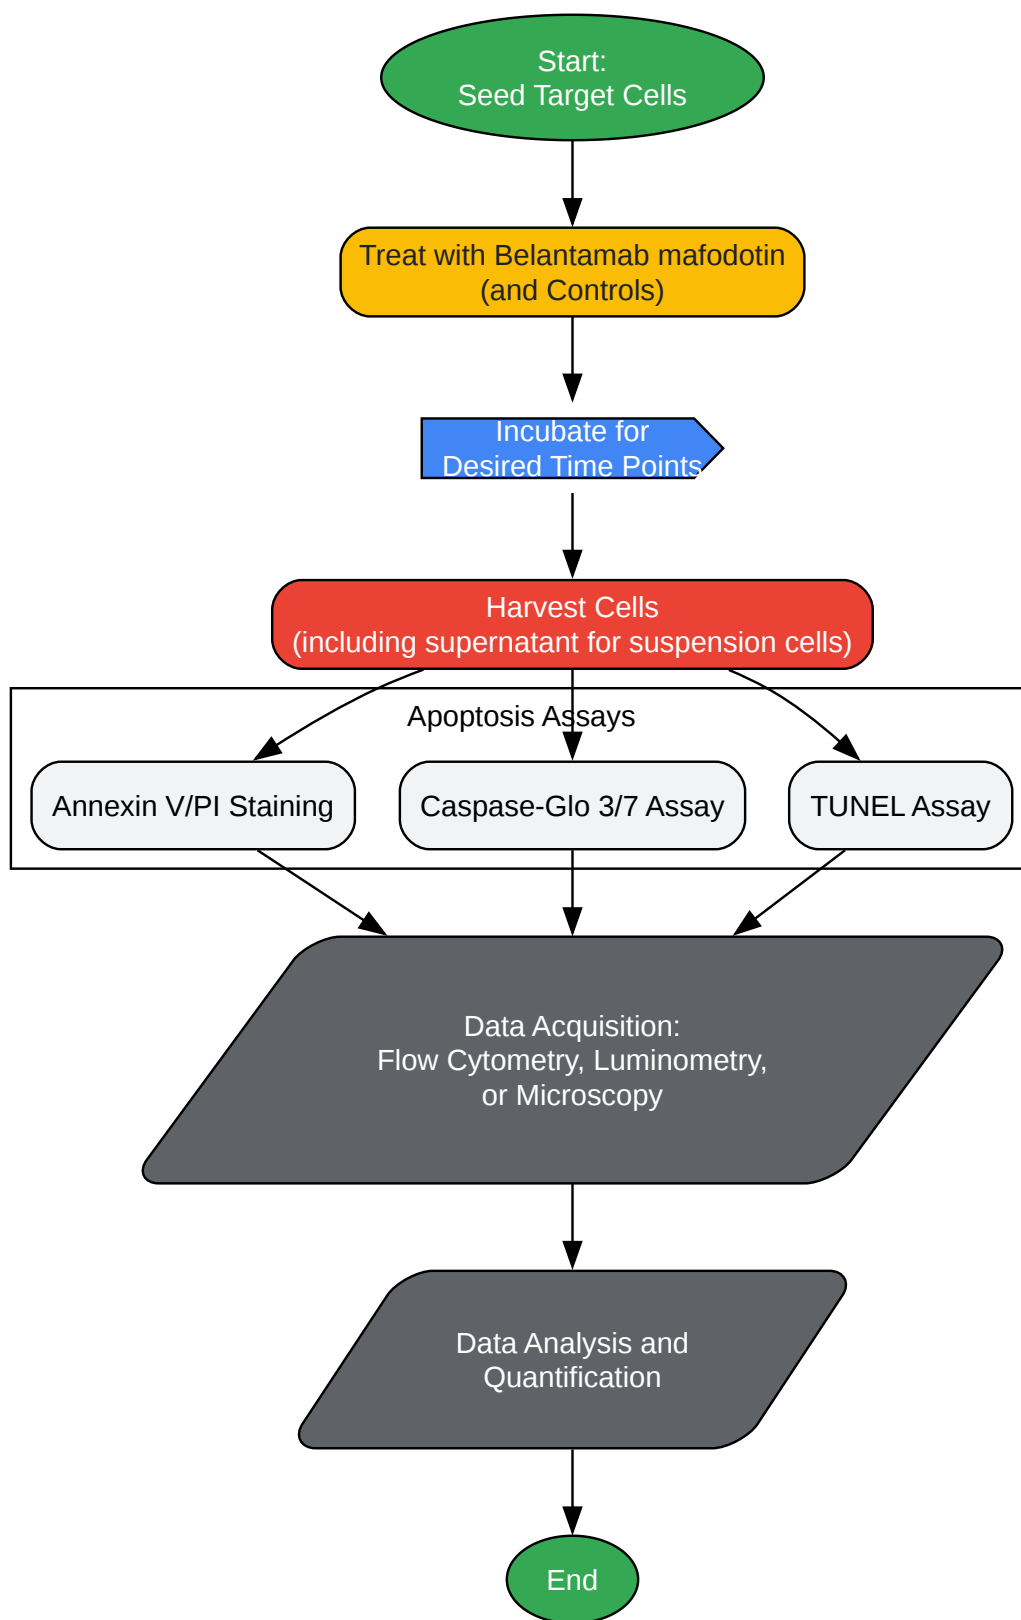 Start:
Seed Target Cells
Treat with Belantamab mafodotin
(and Controls)
Incubate for
Desired Time Points
Harvest Cells
(including supernatant for suspension cells)
Apoptosis Assays
Annexin V/PI Staining
Caspase-Glo 3/7 Assay
TUNEL Assay
Data Acquisition:
Flow Cytometry, Luminometry,
or Microscopy
Data Analysis and
Quantification
End